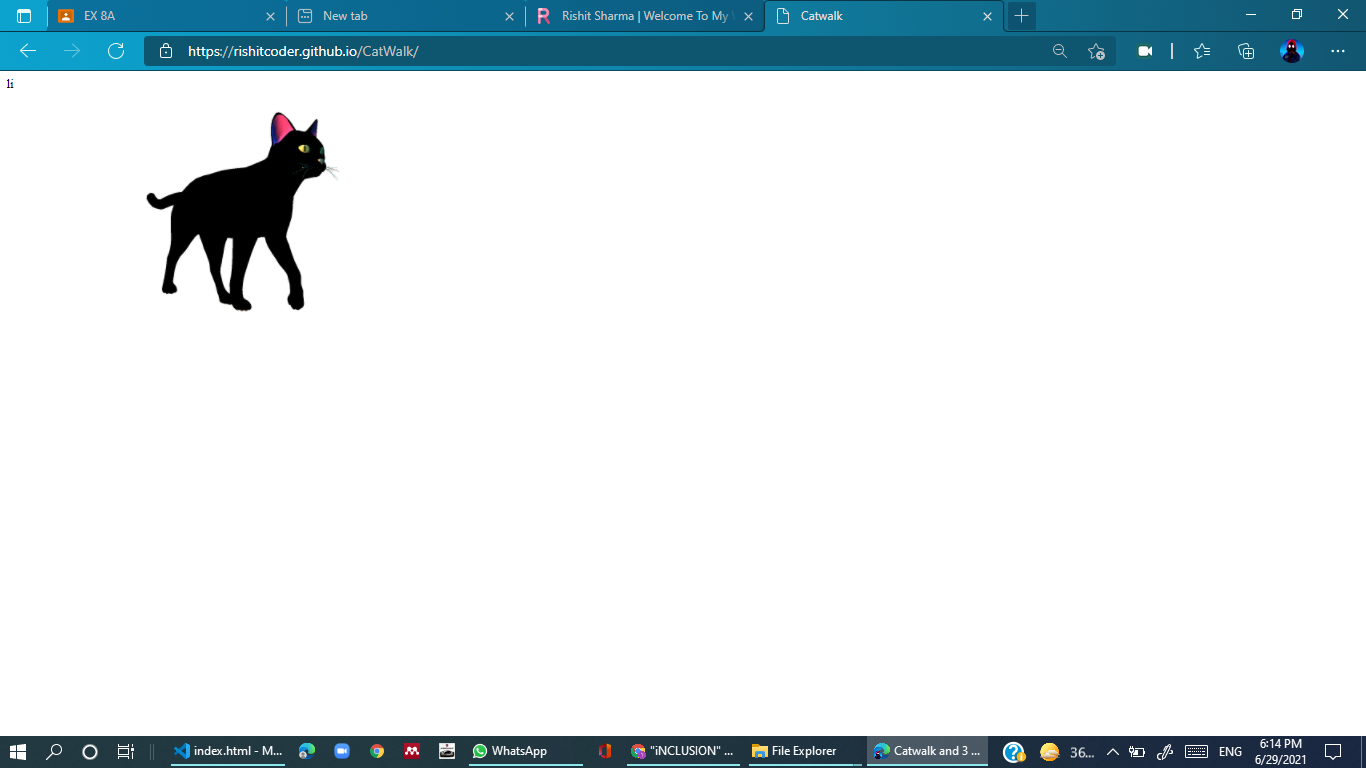 EX 8A
New tab
Rishit Sharma | Welcome To My
Catwalk
https://rishitcoder.github.io/CatWalk/
li
index.html - M...
WhatsApp
"iNCLUSION" ...
File Explorer
Catwalk and 3 ...
36...
ENG
6:14 PM
6/29/2021